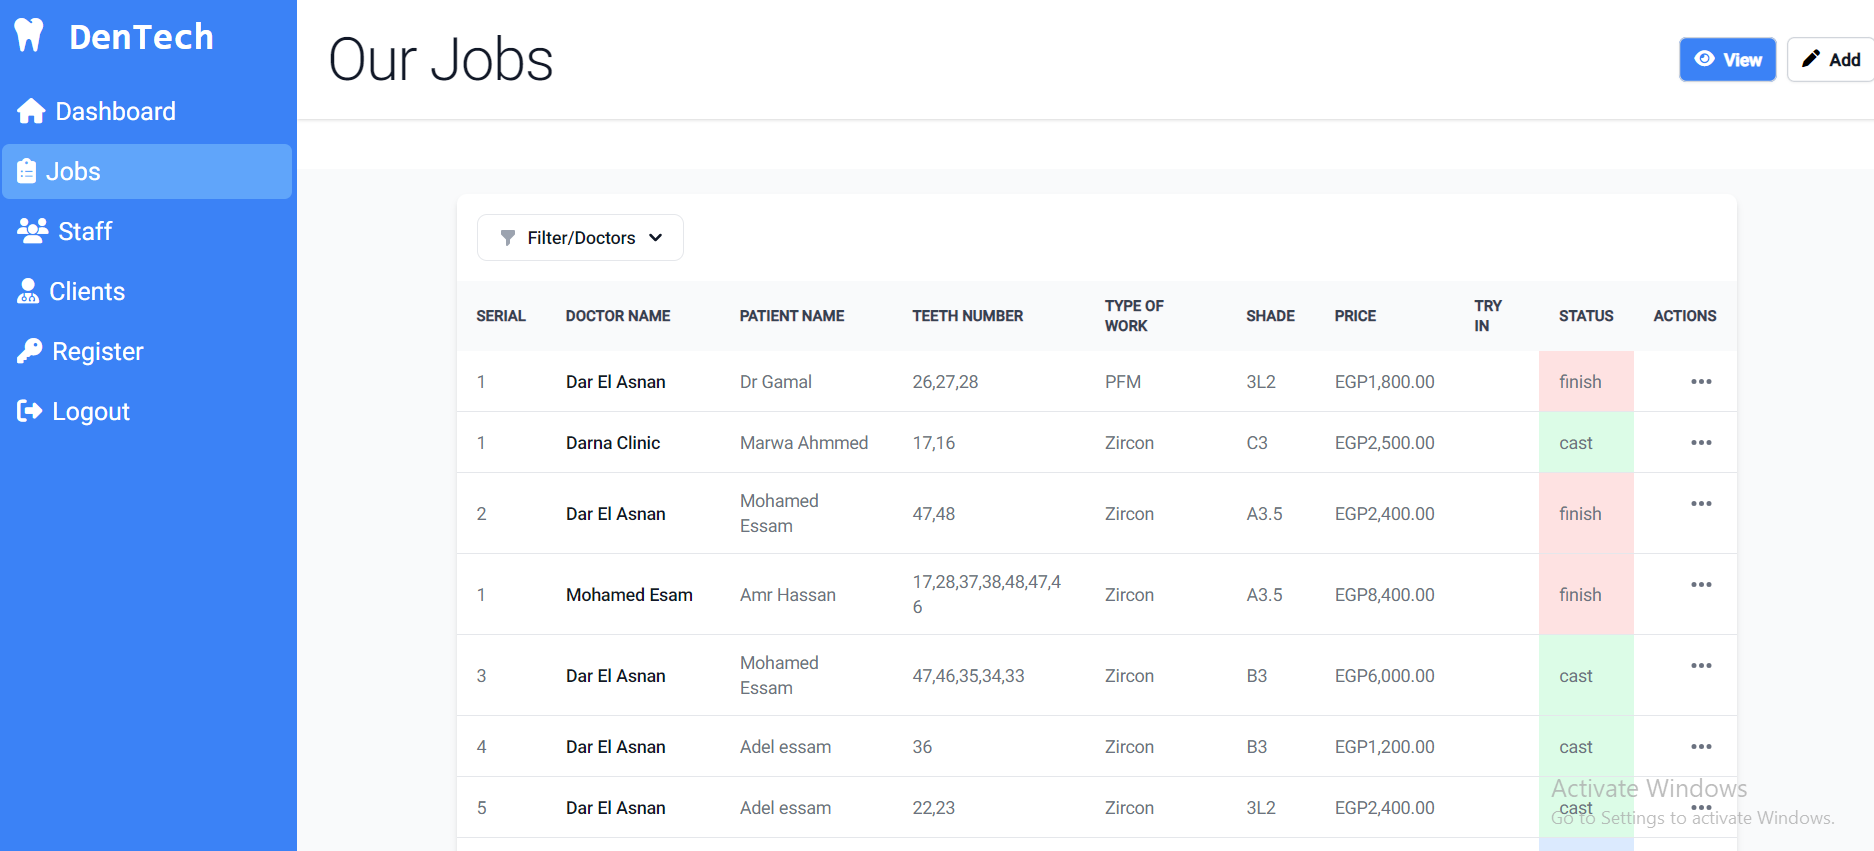 DenTech
Dashboard
Jobs
Staff
Clients
Register
Logout
Our Jobs
View
Add
Filter/Doctors
SERIAL DOCTOR NAME PATIENT NAME TEETH NUMBER TYPE OF WORK SHADE PRICE TRY IN STATUS ACTIONS
1 Dar El Asnan Dr Gamal 26,27,28 PFM 3L2 EGP1,800.00 finish
1 Darna Clinic Marwa Ahmmed 17,16 Zircon C3 EGP2,500.00 cast
2 Dar El Asnan Mohamed Essam 47,48 Zircon A3.5 EGP2,400.00 finish
1 Mohamed Esam Amr Hassan 17,28,37,38,48,47,46 Zircon A3.5 EGP8,400.00 finish
3 Dar El Asnan Mohamed Essam 47,46,35,34,33 Zircon B3 EGP6,000.00 cast
4 Dar El Asnan Adel essam 36 Zircon B3 EGP1,200.00 cast
5 Dar El Asnan Adel essam 22,23 Zircon 3L2 EGP2,400.00 cast
Activate Windows
Go to Settings to activate Windows.